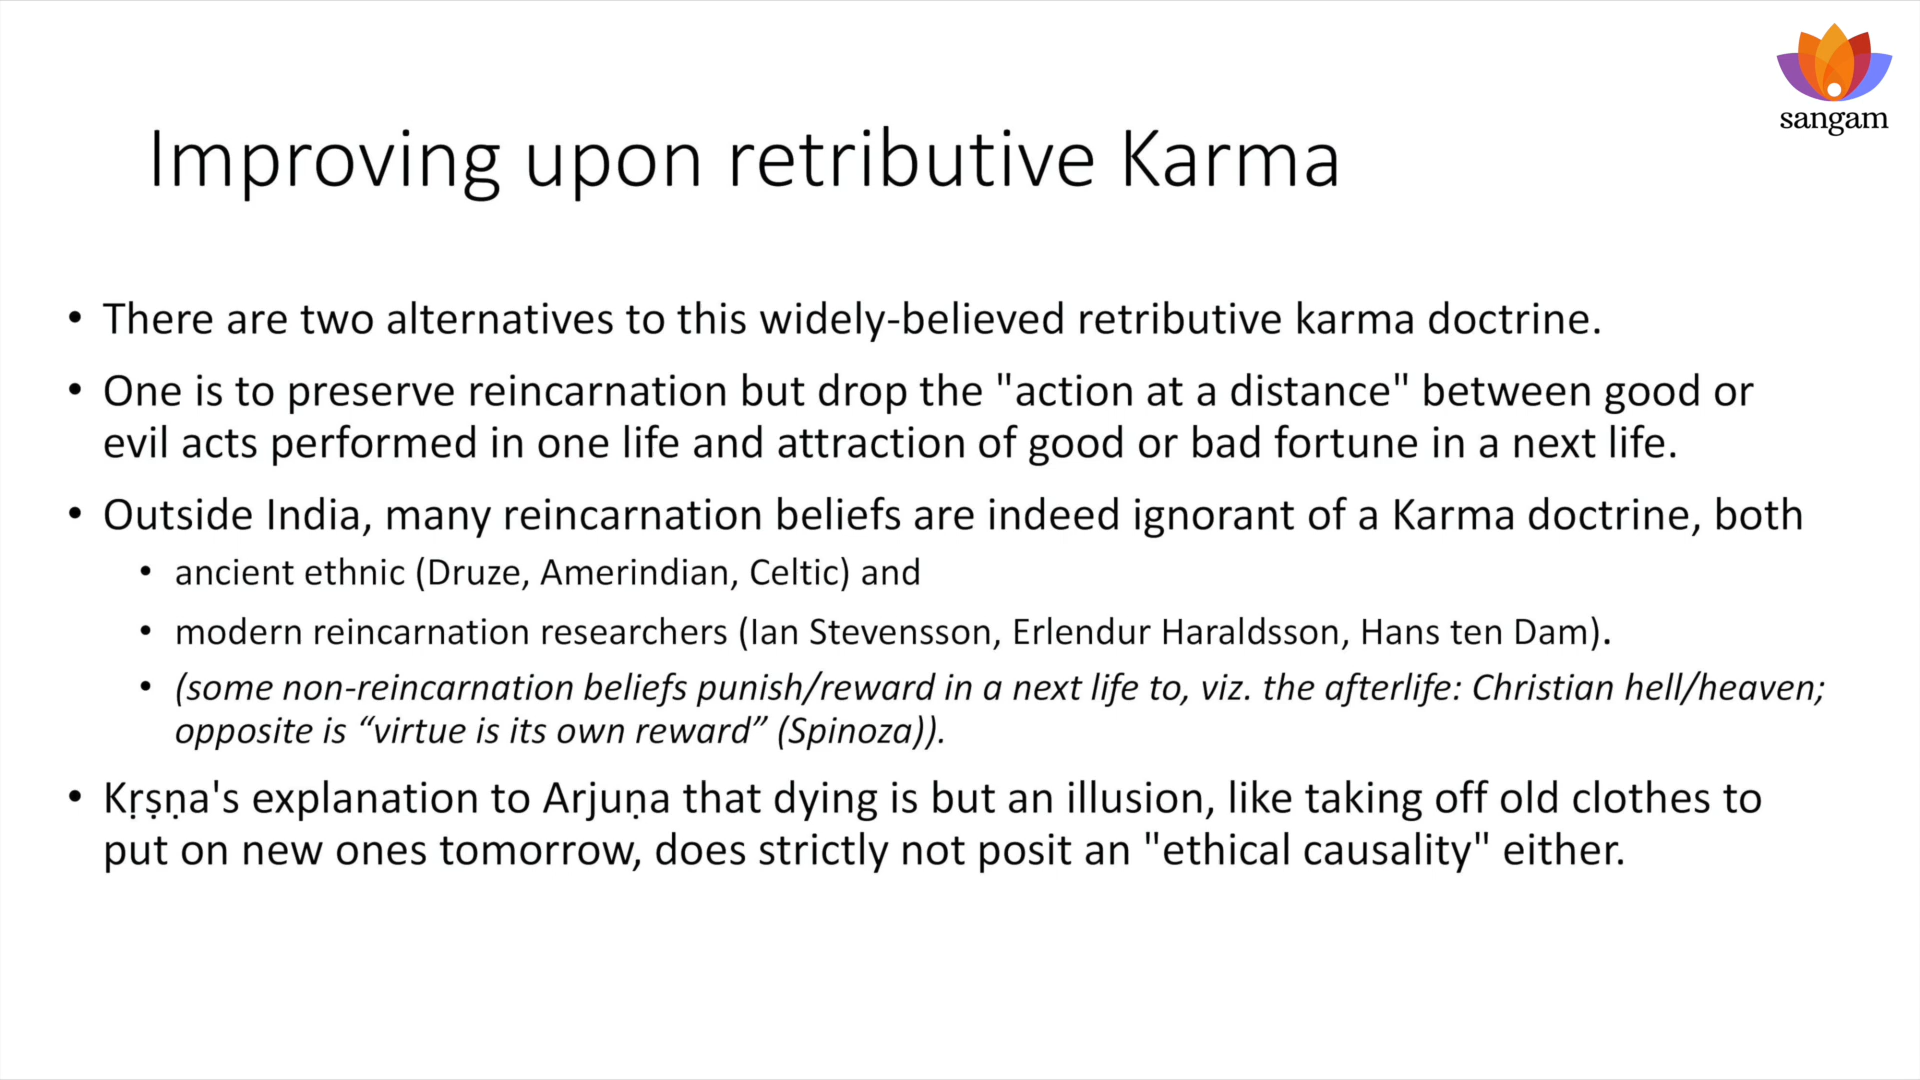 sangam
Improving upon retributive Karma
• There are two alternatives to this widely-believed retributive karma doctrine.
• One is to preserve reincarnation but drop the "action at a distance" between good or
evil acts performed in one life and attraction of good or bad fortune in a next life.
• Outside India, many reincarnation beliefs are indeed ignorant of a Karma doctrine, both
• ancient ethnic (Druze, Amerindian, Celtic) and
• modern reincarnation researchers (Ian Stevensson, Erlendur Haraldsson, Hans ten Dam).
• (some non-reincarnation beliefs punish/reward in a next life to, viz. the afterlife: Christian hell/heaven;
opposite is “virtue is its own reward” (Spinoza)).
• Kṛṣṇa's explanation to Arjuṇa that dying is but an illusion, like taking off old clothes to
put on new ones tomorrow, does strictly not posit an "ethical causality" either.